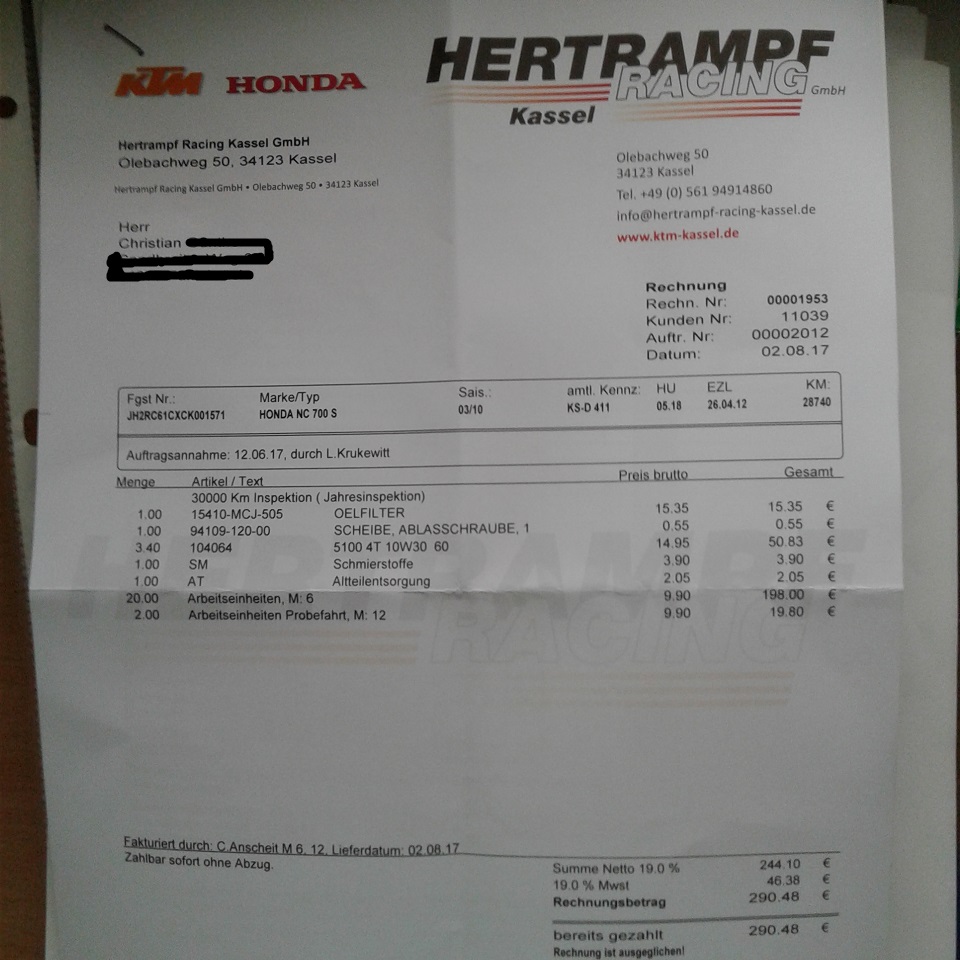 KTM HONDA
HERTRAMPF
RACING GmbH
Kassel
Hertrampf Racing Kassel GmbH
Olebachweg 50, 34123 Kassel
Hertrampf Racing Kassel GmbH • Olebachweg 50 • 34123 Kassel
Olebachweg 50
34123 Kassel
Tel. +49 (0) 561 94914860
info@hertrampf-racing-kassel.de
www.ktm-kassel.de
Herr
Christian
Rechnung
Rechn. Nr: 00001953
Kunden Nr: 11039
Auftr. Nr: 00002012
Datum: 02.08.17
Fgst Nr.: Marke/Typ Sais.: amtl. Kennz: HU EZL KM:
JH2RC61CXCK001571 HONDA NC 700 S 03/10 KS-D 411 05.18 26.04.12 28740
Auftragsannahme: 12.06.17, durch L.Krukewitt
Menge Artikel / Text Preis brutto Gesamt
30000 Km Inspektion ( Jahresinspektion)
1.00 15410-MCJ-505 OELFILTER 15.35 15.35 €
1.00 94109-120-00 SCHEIBE, ABLASSCHRAUBE, 1 0.55 0.55 €
3.40 104064 5100 4T 10W30 60 14.95 50.83 €
1.00 SM Schmierstoffe 3.90 3.90 €
1.00 AT Altteilentsorgung 2.05 2.05 €
20.00 Arbeitseinheiten, M: 6 9.90 198.00 €
2.00 Arbeitseinheiten Probefahrt, M: 12 9.90 19.80 €
HERTRAMPF
RACING
Fakturiert durch: C.Anscheit M 6, 12, Lieferdatum: 02.08.17
Zahlbar sofort ohne Abzug.
Summe Netto 19.0 % 244.10 €
19.0 % Mwst 46.38 €
Rechnungsbetrag 290.48 €
bereits gezahlt 290.48 €
Rechnung ist ausgeglichen!